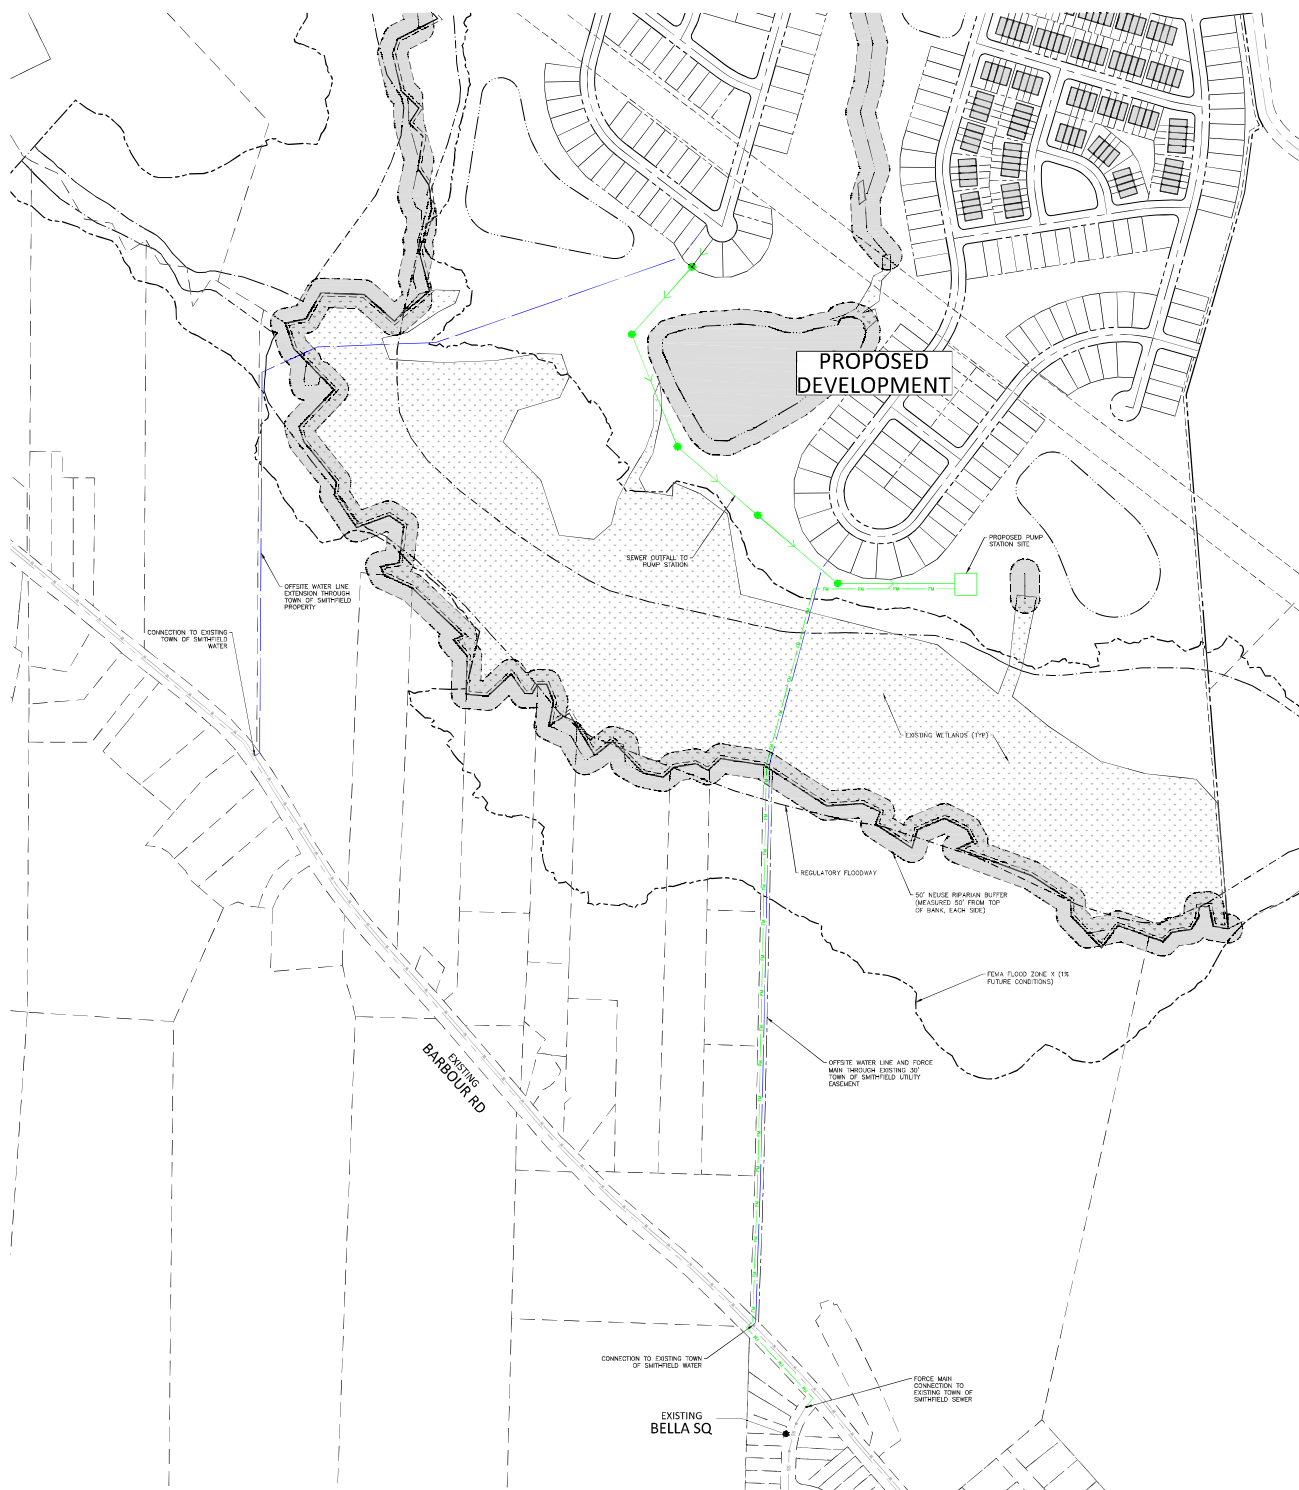 PROPOSED
DEVELOPMENT
PROPOSED PUMP
STATION SITE
SEWER OUTFALL TO
PUMP STATION
OFFSITE WATER LINE
EXTENSION THROUGH
TOWN OF SMITHFIELD
PROPERTY
CONNECTION TO EXISTING
TOWN OF SMITHFIELD
WATER
FM FM FM FM
EXISTING WETLANDS (TYP)
REGULATORY FLOODWAY
50' NEUSE RIPARIAN BUFFER
(MEASURED 50' FROM TOP
OF BANK, EACH SIDE)
FEMA FLOOD ZONE X (1%
FUTURE CONDITIONS)
EXISTING
BARBOUR RD
OFFSITE WATER LINE AND FORCE
MAIN THROUGH EXISTING 30'
TOWN OF SMITHFIELD UTILITY
EASEMENT
CONNECTION TO EXISTING TOWN
OF SMITHFIELD WATER
FORCE MAIN
CONNECTION TO
EXISTING TOWN OF
SMITHFIELD SEWER
EXISTING
BELLA SQ